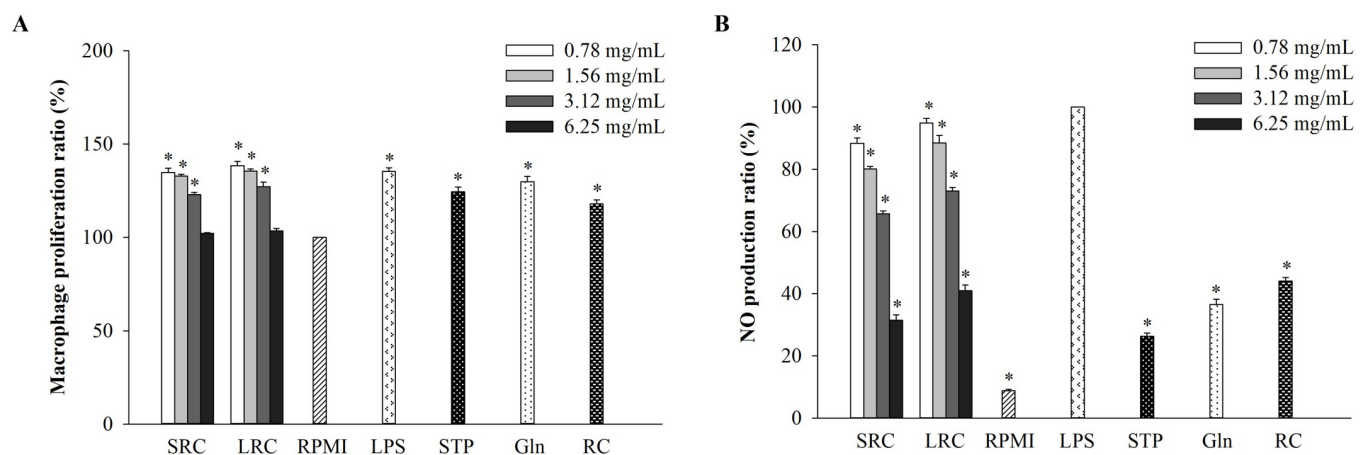 A
Macrophage proliferation ratio (%)
200
150
100
50
0
0.78 mg/mL
1.56 mg/mL
3.12 mg/mL
6.25 mg/mL
* * * * * * * * * *
SRC LRC RPMI LPS STP Gln RC
B
NO production ratio (%)
120
100
80
60
40
20
0
0.78 mg/mL
1.56 mg/mL
3.12 mg/mL
6.25 mg/mL
* * * * * * * * * * * *
SRC LRC RPMI LPS STP Gln RC